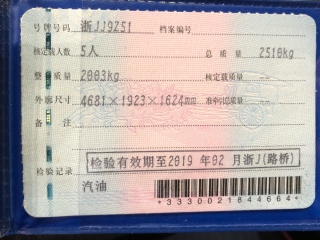 号牌号码 浙JJ9Z51 档案编号
核定载人数 5人 总质量 2510kg
整备质量 2003kg 核定载质量 --
外廓尺寸 4681×1923×1624mm 准牵引总质量 --
备注
检验有效期至2019年02月浙J(路桥)
检验记录
汽油
*3330021844664*